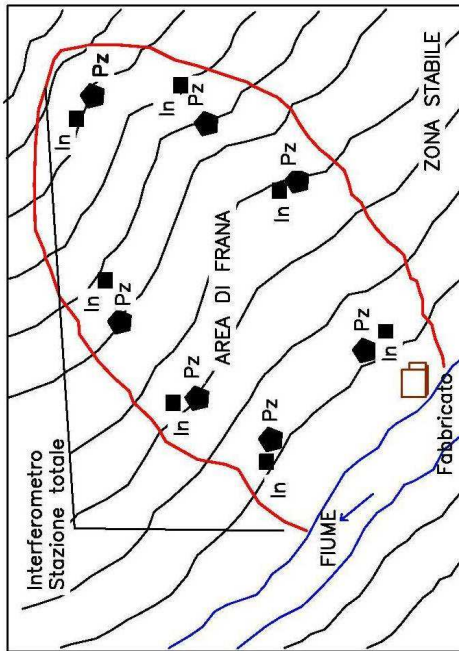 Interferometro
Stazione totale
In
Pz
In
Pz
In
Pz
In
Pz
AREA DI FRANA
In
Pz
In
Pz
In
Pz
ZONA STABILE
FIUME
Fabbricato